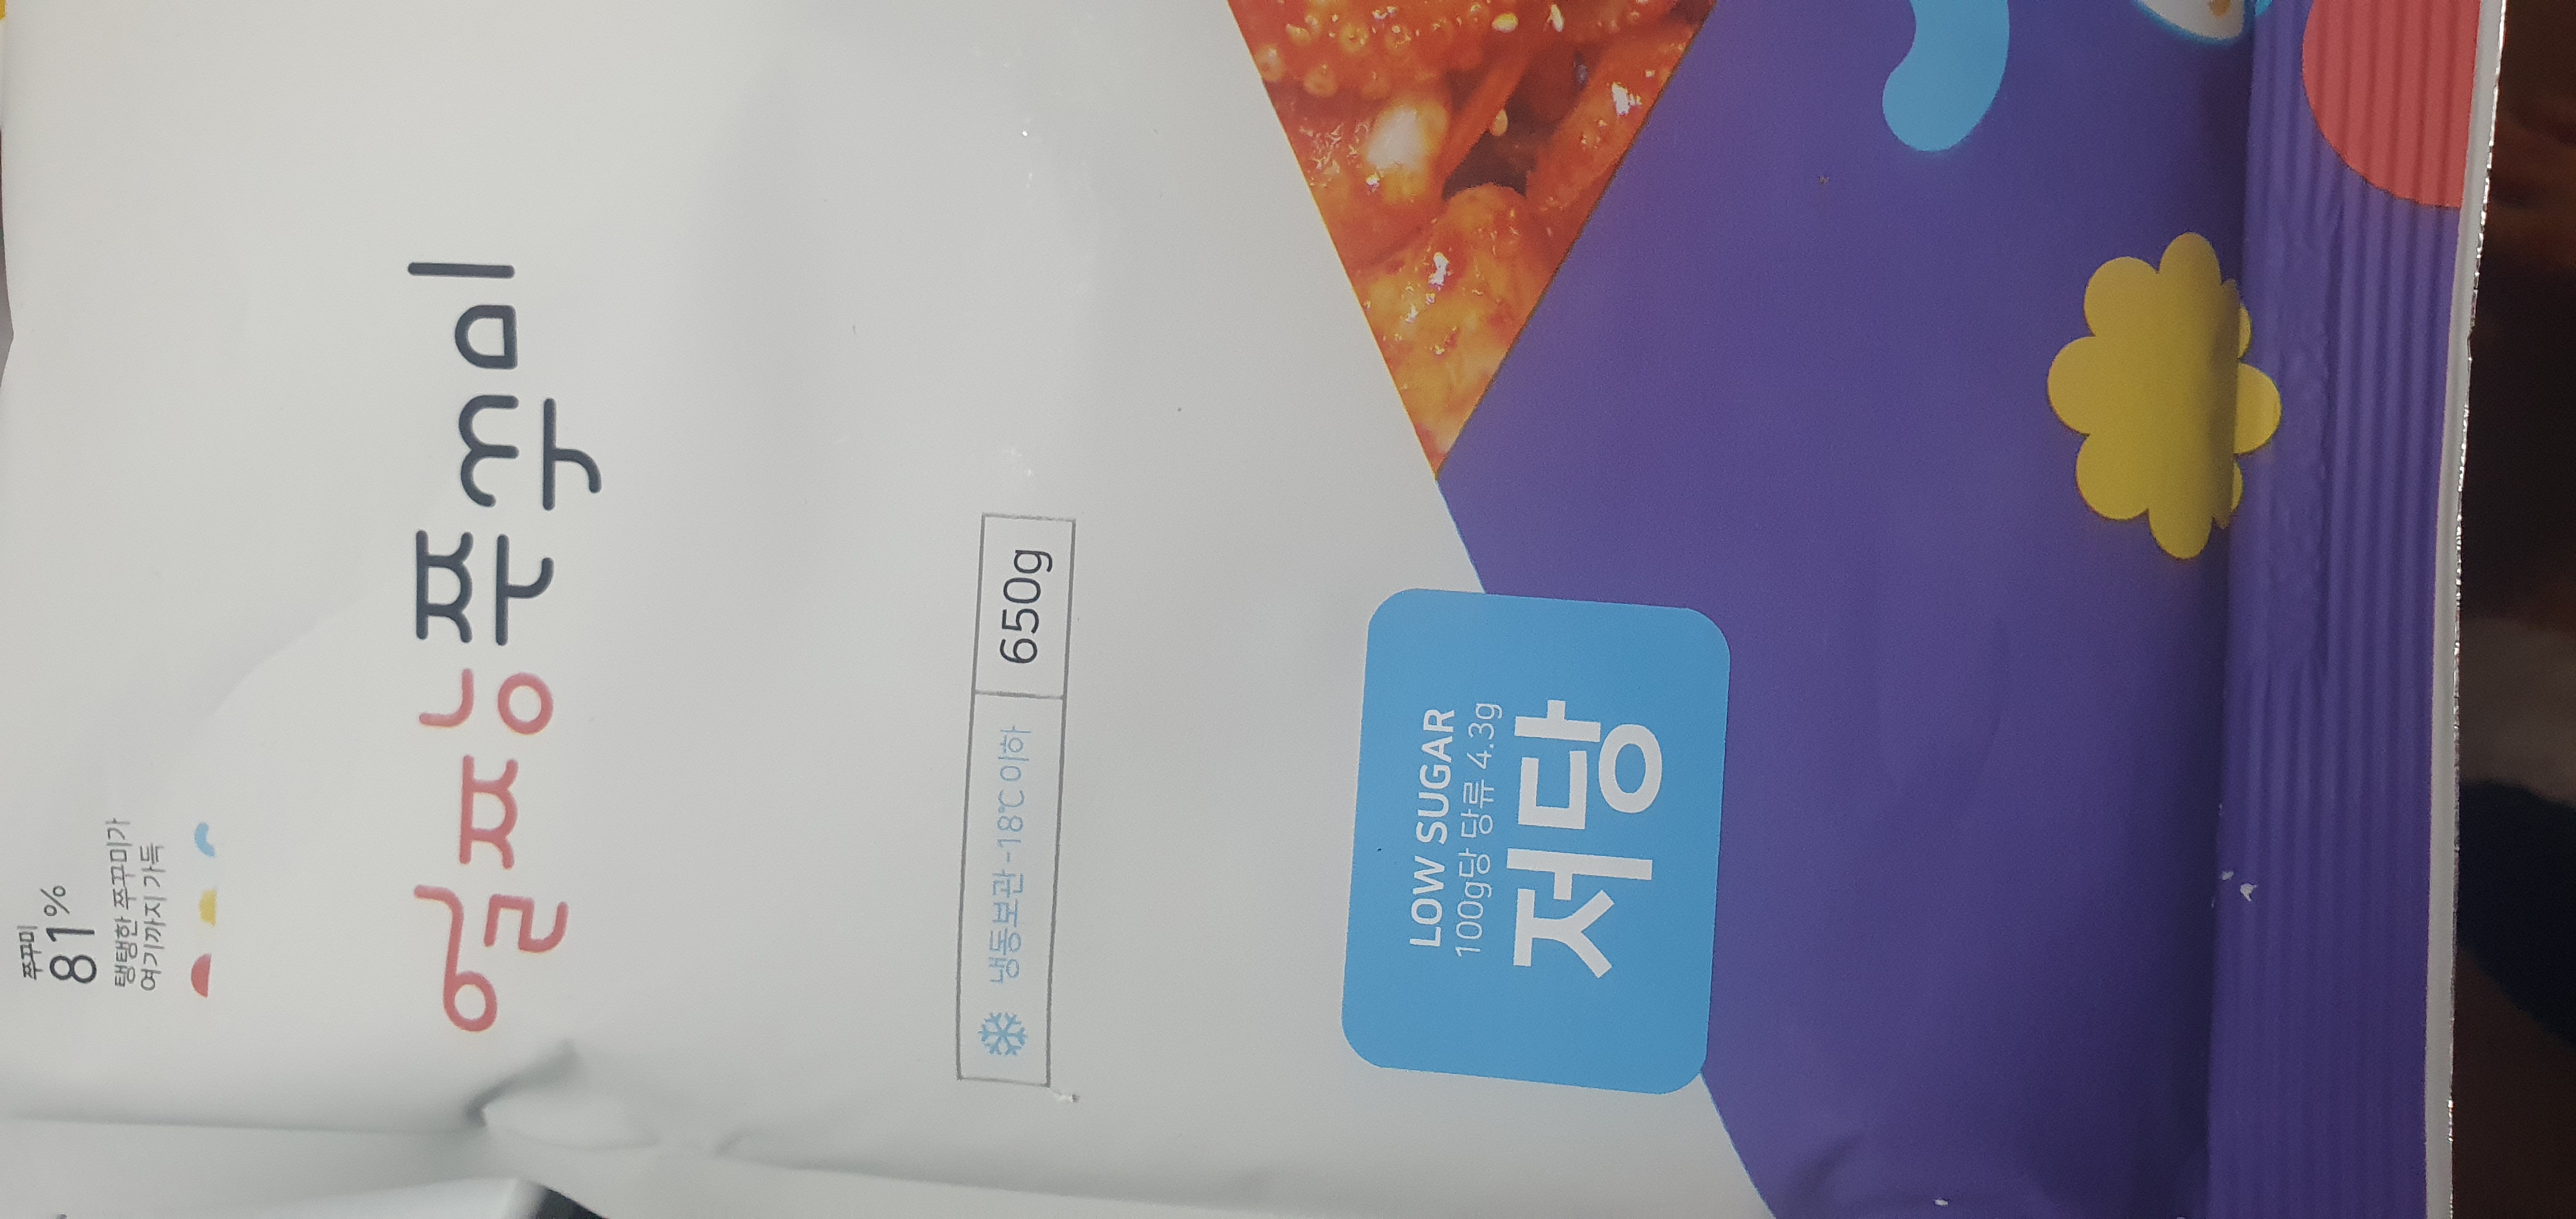 쭈꾸미
81%
탱탱한 쭈꾸미가
여기까지 가득
얼쩡쭈꾸미
냉동보관 -18℃이하
650g
LOW SUGAR
100g당 당류 4.3g
저당